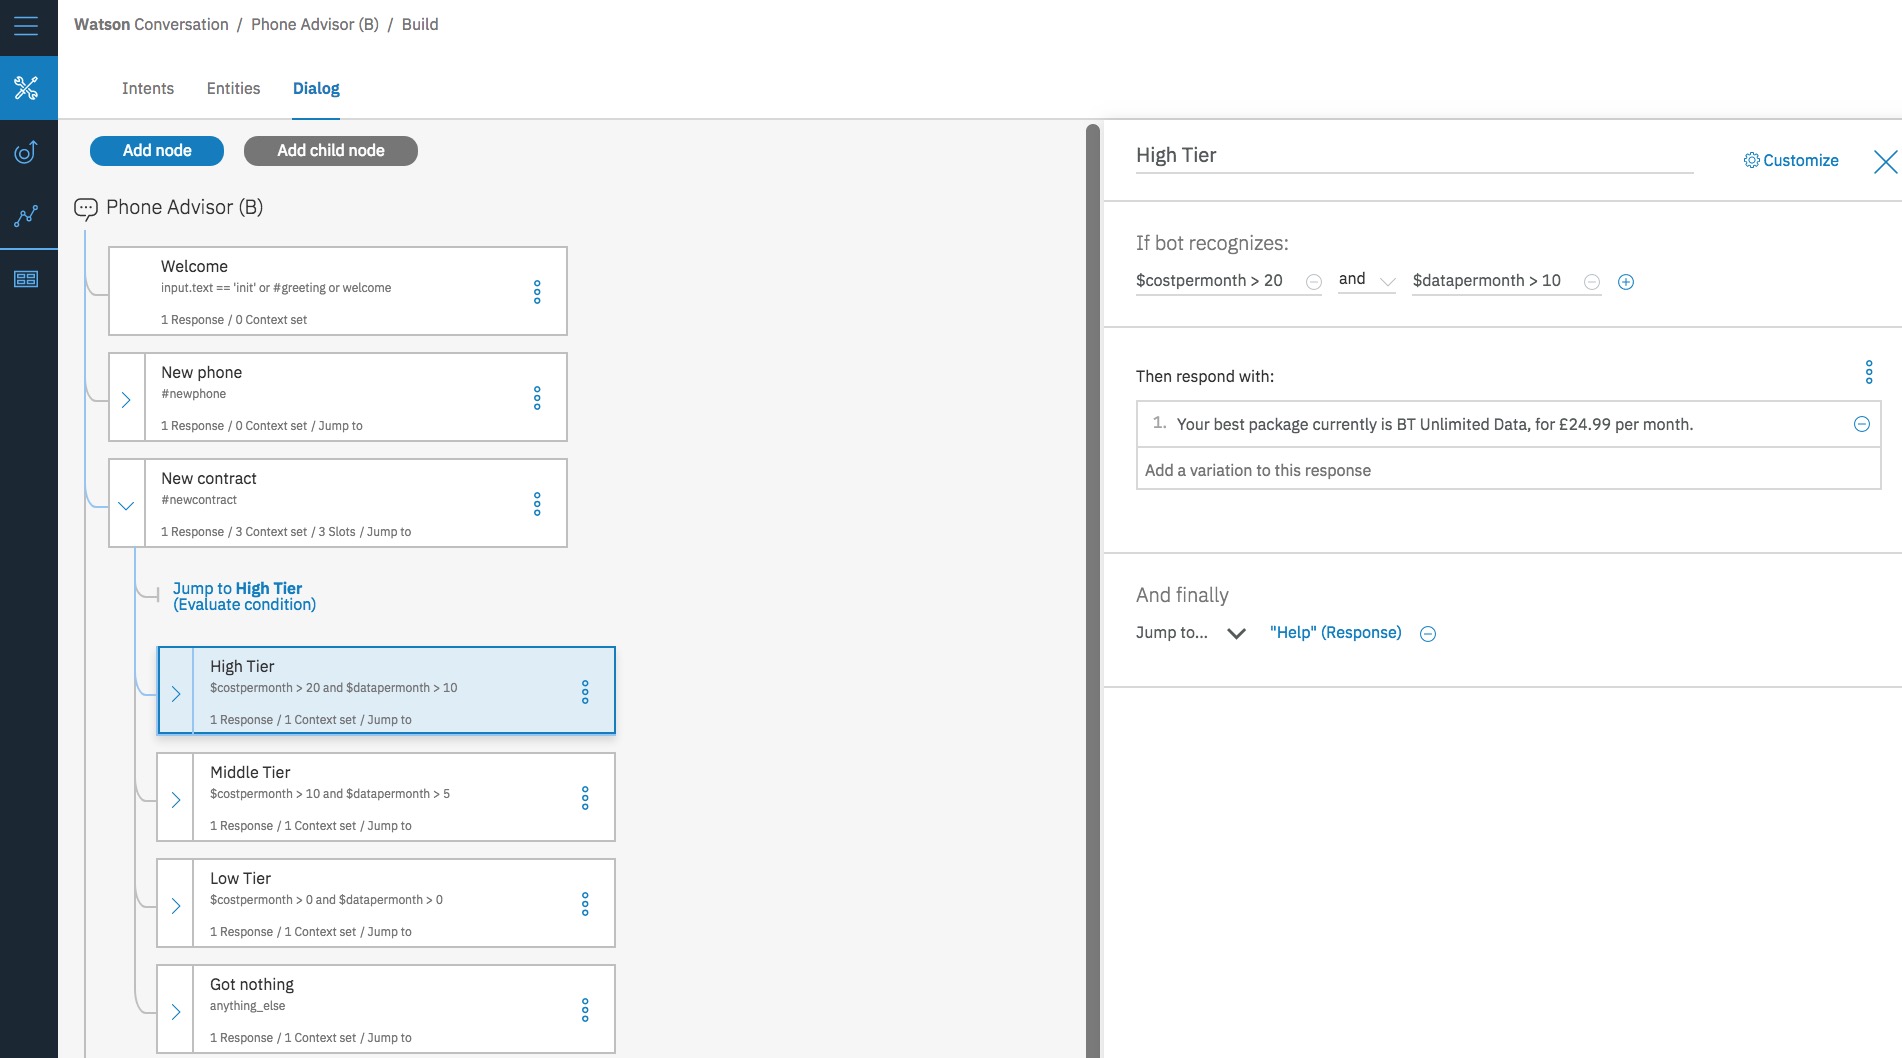 Watson Conversation / Phone Advisor (B) / Build
Intents Entities Dialog
Add node Add child node
Phone Advisor (B)
Welcome
input.text == 'init' or #greeting or welcome
1 Response / 0 Context set
New phone
#newphone
1 Response / 0 Context set / Jump to
New contract
#newcontract
1 Response / 3 Context set / 3 Slots / Jump to
Jump to High Tier
(Evaluate condition)
High Tier
$costpermonth > 20 and $datapermonth > 10
1 Response / 1 Context set / Jump to
Middle Tier
$costpermonth > 10 and $datapermonth > 5
1 Response / 1 Context set / Jump to
Low Tier
$costpermonth > 0 and $datapermonth > 0
1 Response / 1 Context set / Jump to
Got nothing
anything_else
1 Response / 1 Context set / Jump to
High Tier
Customize
If bot recognizes:
$costpermonth > 20 and $datapermonth > 10
Then respond with:
1. Your best package currently is BT Unlimited Data, for £24.99 per month.
Add a variation to this response
And finally
Jump to... "Help" (Response)